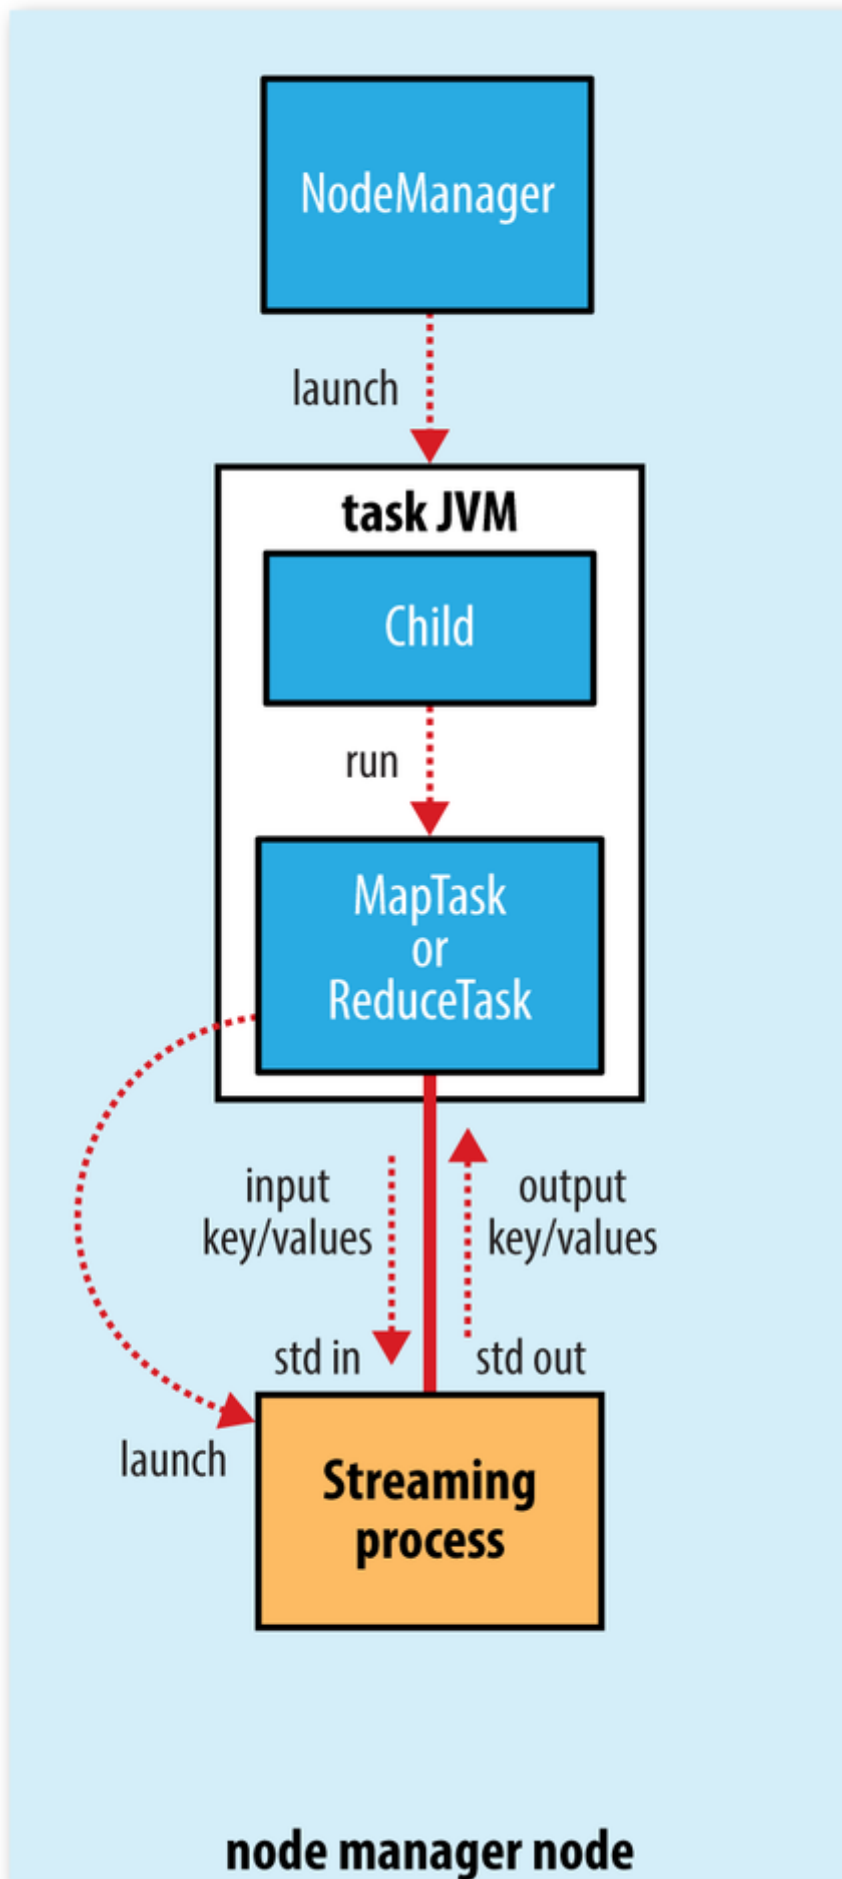 NodeManager
launch
task JVM
Child
run
MapTask
or
ReduceTask
input
key/values
output
key/values
std in
std out
launch
Streaming
process
node manager node